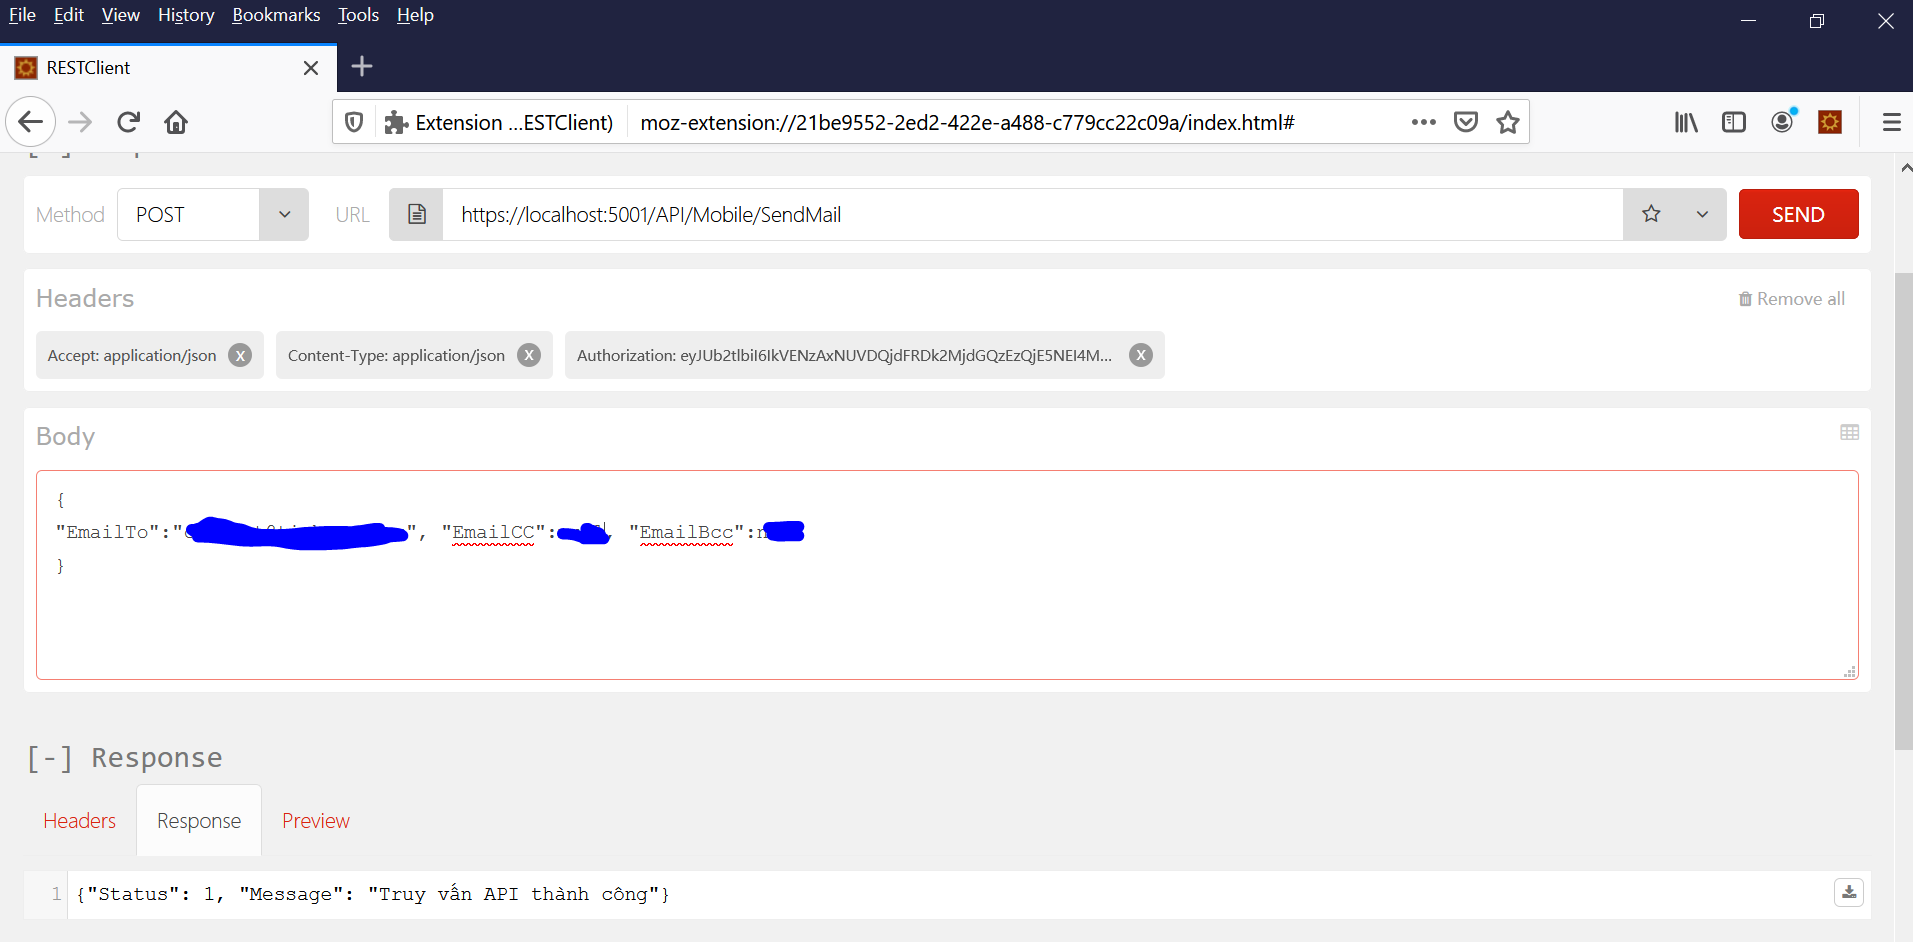 File Edit View History Bookmarks Tools Help
RESTClient
Extension ...ESTClient) moz-extension://21be9552-2ed2-422e-a488-c779cc22c09a/index.html#
Method POST URL https://localhost:5001/API/Mobile/SendMail SEND
Headers Remove all
Accept: application/json X Content-Type: application/json X Authorization: eyJUb2tlbiI6IkVENzAxNUVDQjdFRDk2MjdGQzEzQjE5NEI4M... X
Body
{
"EmailTo":" ", "EmailCC": , "EmailBcc":
}
[-] Response
Headers Response Preview
1 {"Status": 1, "Message": "Truy vấn API thành công"}